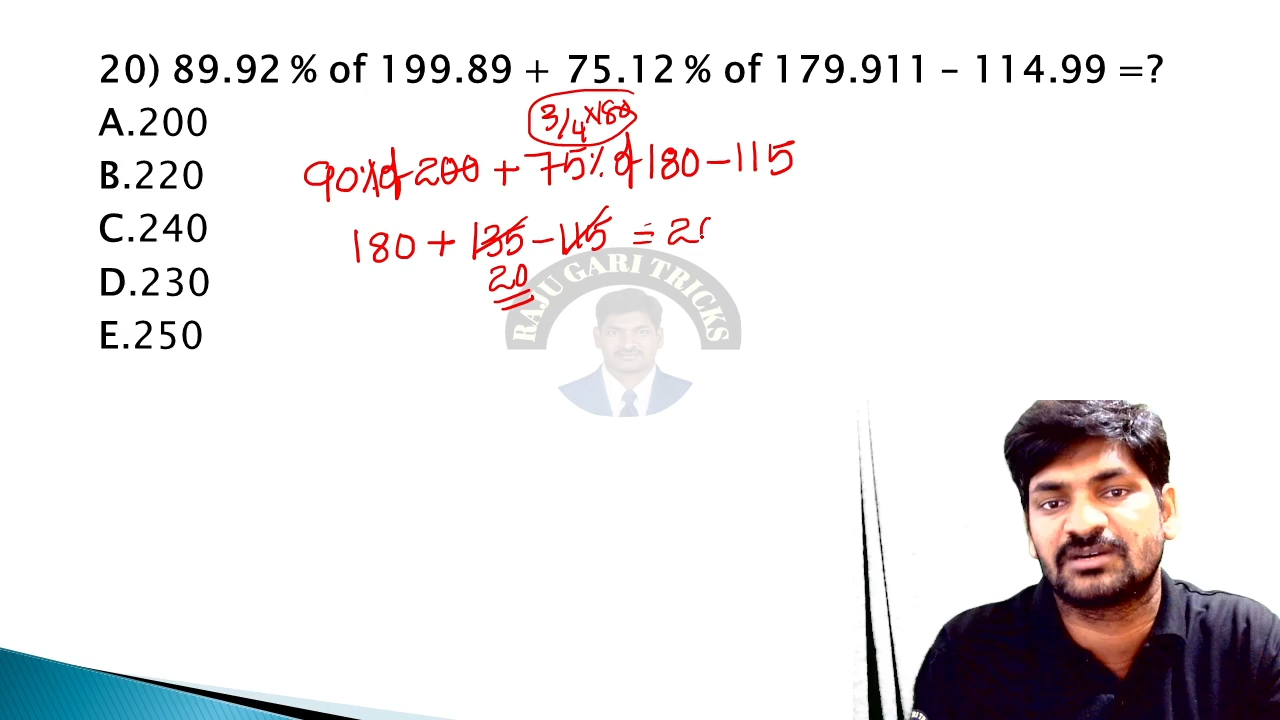 20) 89.92 % of 199.89 + 75.12 % of 179.911 – 114.99 =?
A.200
3/4 x 180
90% of 200 + 75% of 180 - 115
B.220
C.240
180 + 135 - 115 = 20
20
D.230
E.250
RAJU GARI TRICKS